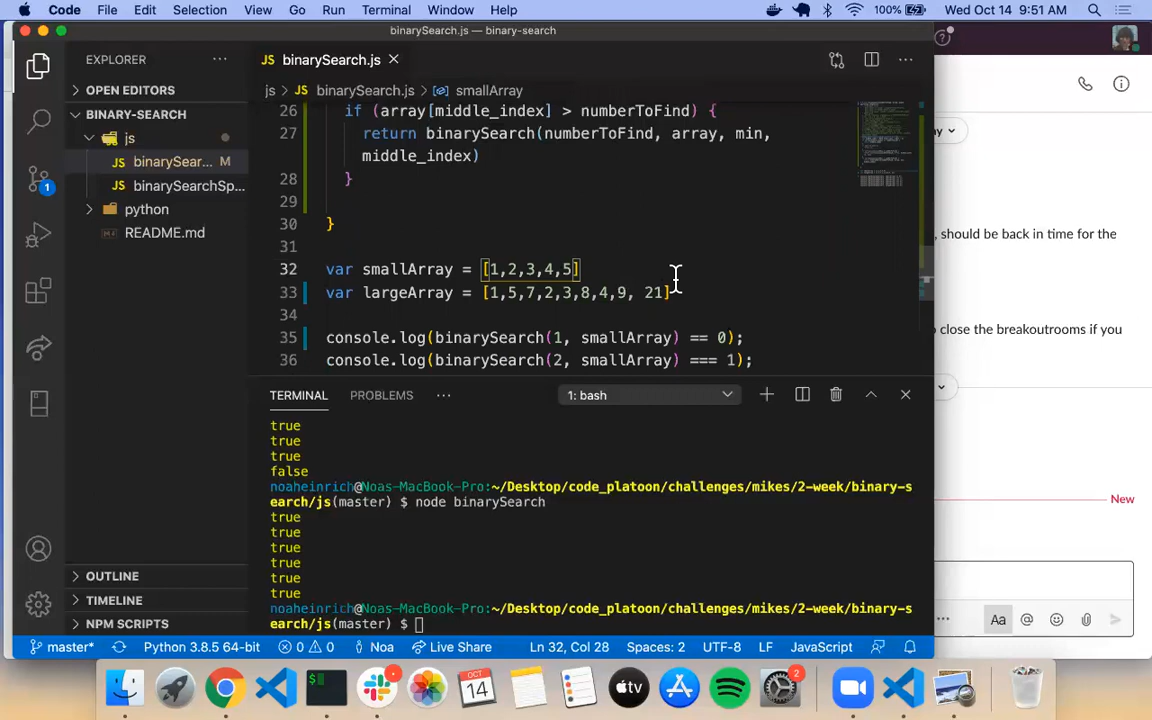 Code File Edit Selection View Go Run Terminal Window Help 100% Wed Oct 14 9:51 AM
binarySearch.js — binary-search
EXPLORER
binarySearch.js
OPEN EDITORS
js > binarySearch.js > smallArray
BINARY-SEARCH
js
binarySear... M
binarySearchSp...
python
README.md
26 if (array[middle_index] > numberToFind) {
27 return binarySearch(numberToFind, array, min,
middle_index)
28 }
29
30 }
31
32 var smallArray = [1,2,3,4,5]
33 var largeArray = [1,5,7,2,3,8,4,9, 21]
34
35 console.log(binarySearch(1, smallArray) == 0);
36 console.log(binarySearch(2, smallArray) === 1);
TERMINAL PROBLEMS ... 1: bash
true
true
true
false
noaheinrich@Noas-MacBook-Pro:~/Desktop/code_platoon/challenges/mikes/2-week/binary-s
earch/js(master) $ node binarySearch
true
true
true
true
true
true
noaheinrich@Noas-MacBook-Pro:~/Desktop/code_platoon/challenges/mikes/2-week/binary-s
earch/js(master) $
OUTLINE
TIMELINE
NPM SCRIPTS
master* Python 3.8.5 64-bit 0 0 Noa Live Share Ln 32, Col 28 Spaces: 2 UTF-8 LF JavaScript
, should be back in time for the
close the breakoutrooms if you
New
Aa
1
OCT
14
tv
2